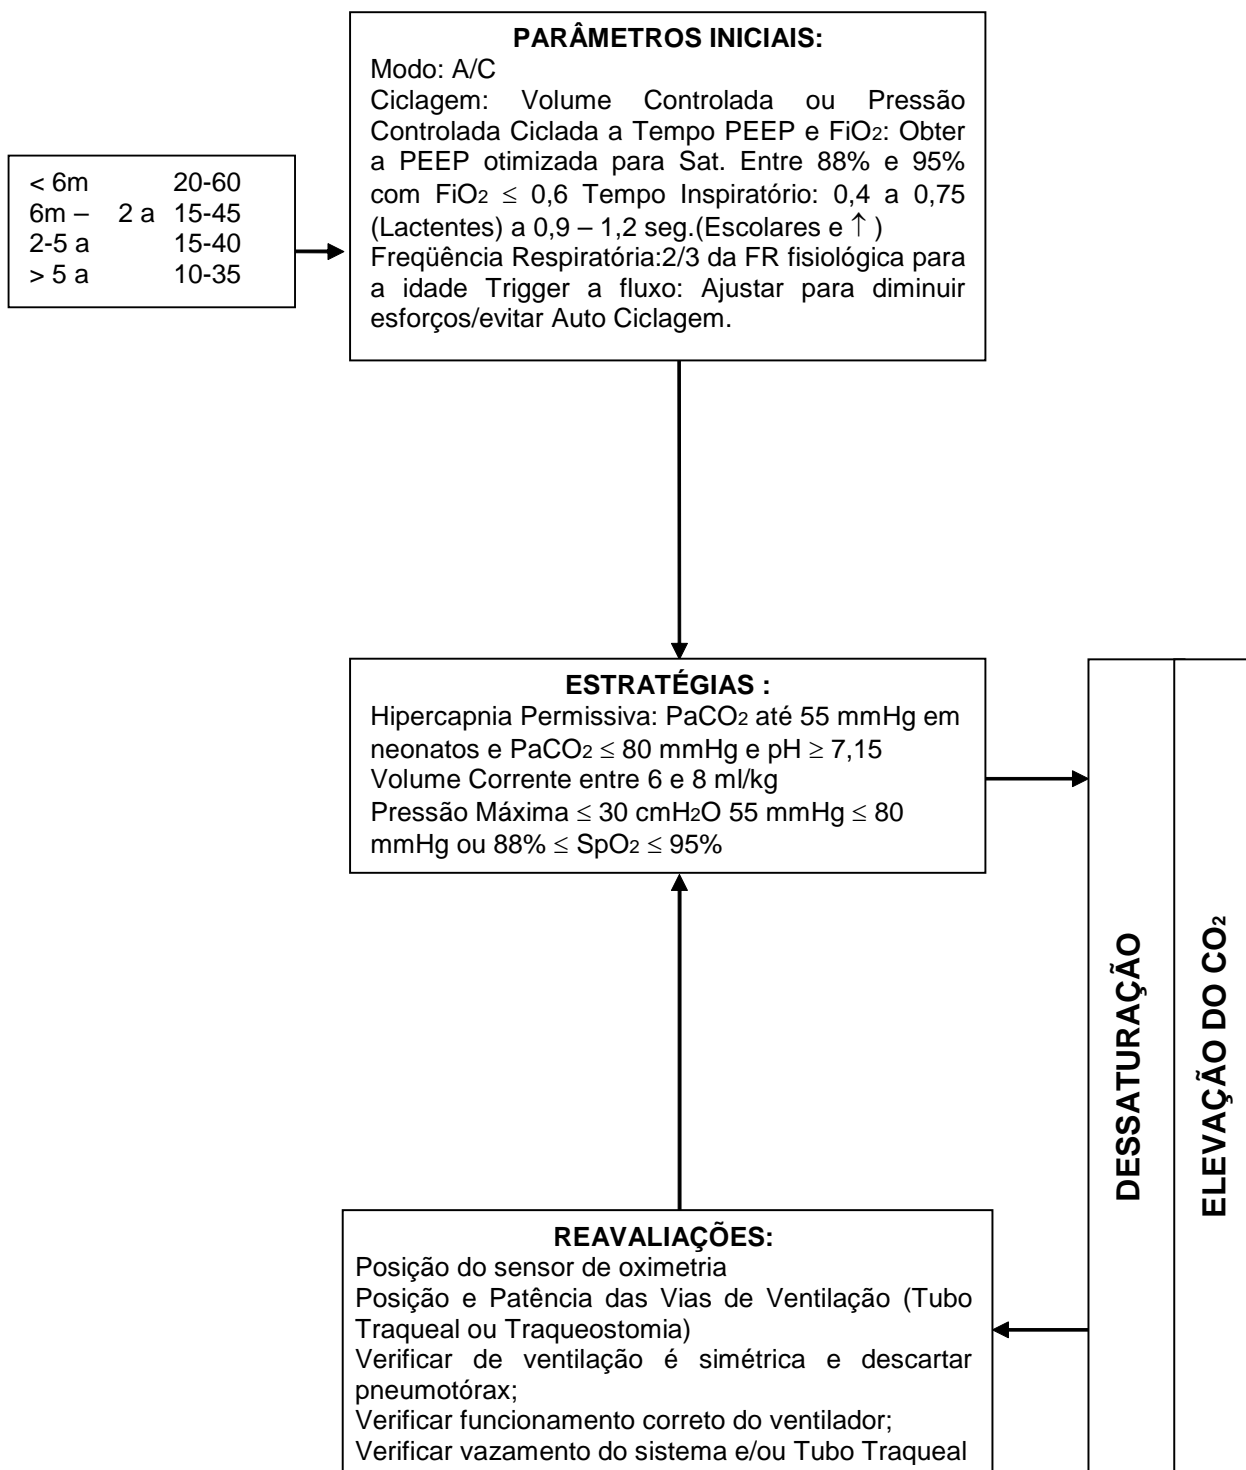 PARÂMETROS INICIAIS:
Modo: A/C
Ciclagem: Volume Controlada ou Pressão
Controlada Ciclada a Tempo PEEP e FiO2: Obter
a PEEP otimizada para Sat. Entre 88% e 95%
com FiO2 ≤ 0,6 Tempo Inspiratório: 0,4 a 0,75
(Lactentes) a 0,9 – 1,2 seg.(Escolares e ↑ )
Freqüência Respiratória:2/3 da FR fisiológica para
a idade Trigger a fluxo: Ajustar para diminuir
esforços/evitar Auto Ciclagem.
< 6m 20-60
6m – 2 a 15-45
2-5 a 15-40
> 5 a 10-35
ESTRATÉGIAS :
Hipercapnia Permissiva: PaCO2 até 55 mmHg em
neonatos e PaCO2 ≤ 80 mmHg e pH ≥ 7,15
Volume Corrente entre 6 e 8 ml/kg
Pressão Máxima ≤ 30 cmH2O 55 mmHg ≤ 80
mmHg ou 88% ≤ SpO2 ≤ 95%
DESSATURAÇÃO
ELEVAÇÃO DO CO2
REAVALIAÇÕES:
Posição do sensor de oximetria
Posição e Patência das Vias de Ventilação (Tubo
Traqueal ou Traqueostomia)
Verificar de ventilação é simétrica e descartar
pneumotórax;
Verificar funcionamento correto do ventilador;
Verificar vazamento do sistema e/ou Tubo Traqueal